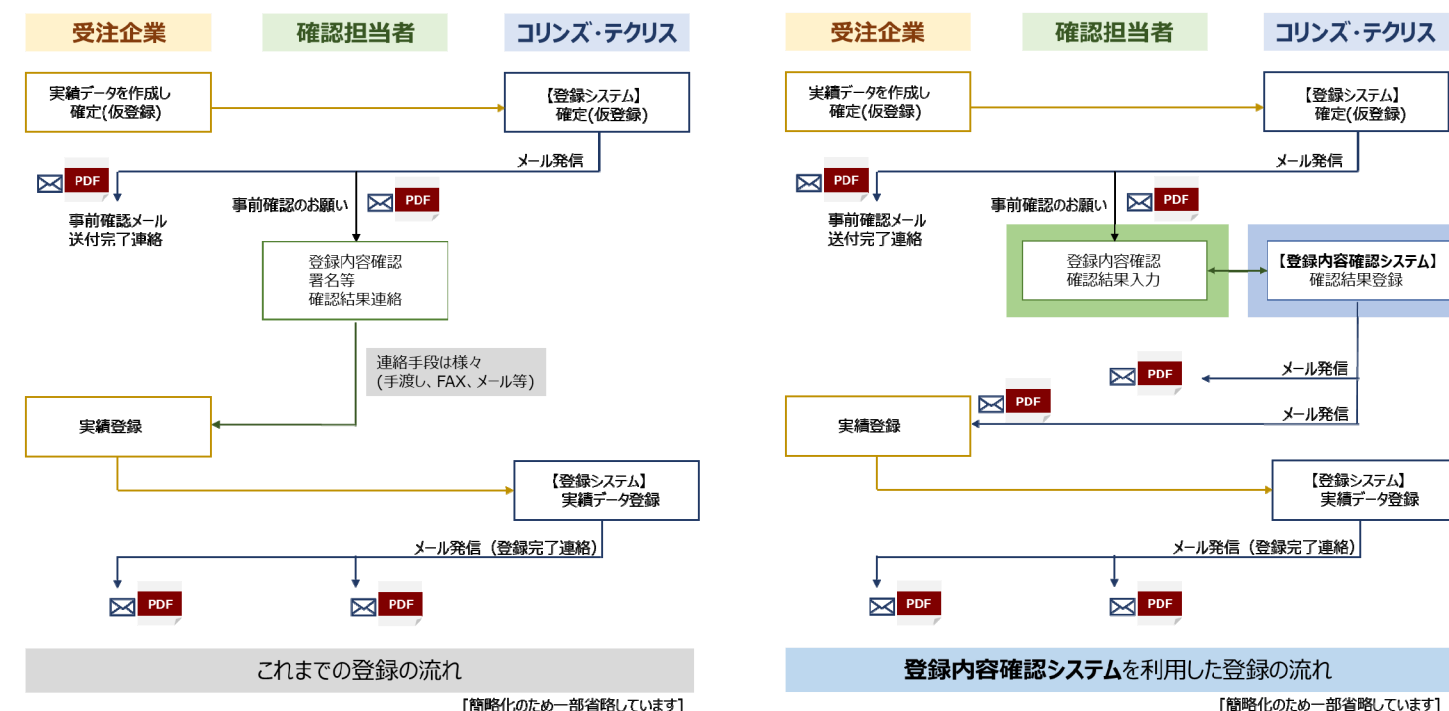 受注企業
確認担当者
コリンズ・テクリス
実績データを作成し
確定(仮登録)
【登録システム】
確定(仮登録)
メール発信
PDF
事前確認メール
送付完了連絡
事前確認のお願い
PDF
登録内容確認
署名等
確認結果連絡
連絡手段は様々
(手渡し、FAX、メール等)
実績登録
【登録システム】
実績データ登録
メール発信（登録完了連絡）
PDF
PDF
これまでの登録の流れ
[簡略化のため一部省略しています]
受注企業
確認担当者
コリンズ・テクリス
実績データを作成し
確定(仮登録)
【登録システム】
確定(仮登録)
メール発信
PDF
事前確認メール
送付完了連絡
事前確認のお願い
PDF
登録内容確認
確認結果入力
【登録内容確認システム】
確認結果登録
メール発信
PDF
メール発信
PDF
実績登録
【登録システム】
実績データ登録
メール発信（登録完了連絡）
PDF
PDF
登録内容確認システムを利用した登録の流れ
[簡略化のため一部省略しています]